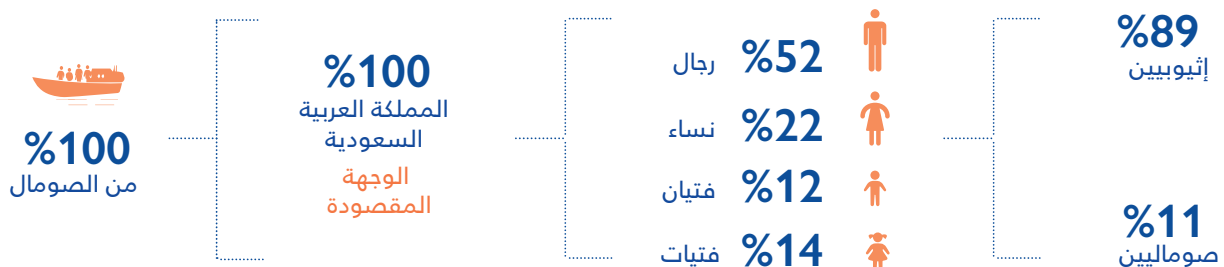 %100
من الصومال
%100
المملكة العربية
السعودية
الوجهة
المقصودة
%52 رجال
%22 نساء
%12 فتيان
%14 فتيات
%89
إثيوبيين
%11
صوماليين